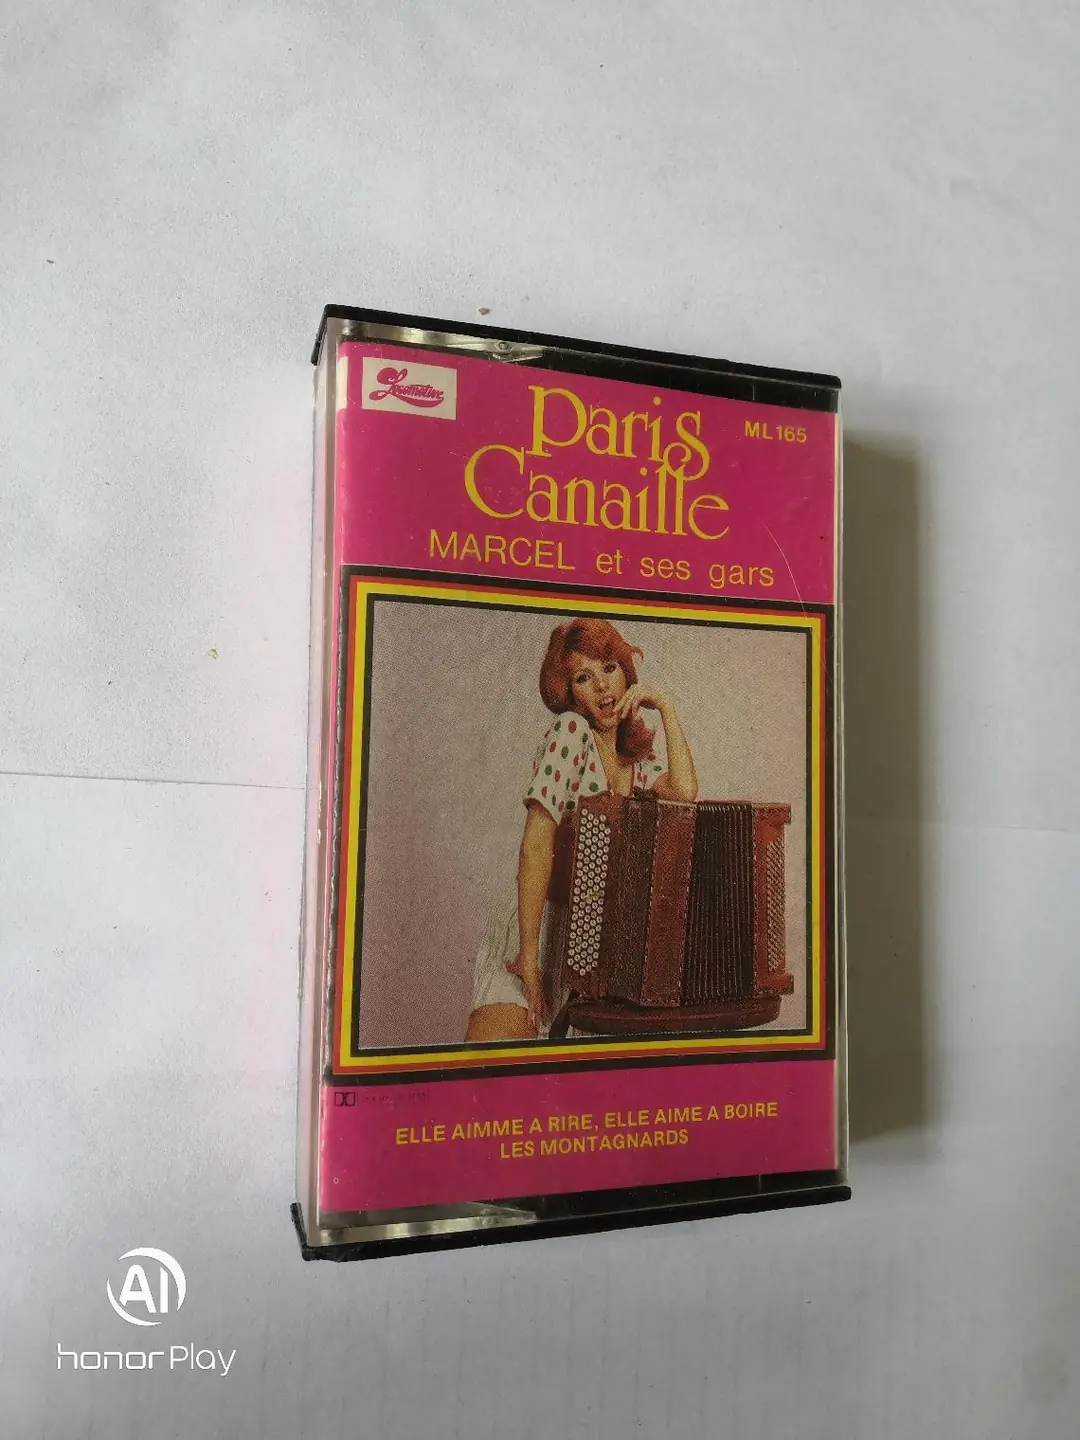 Locomotive
Paris
Canaille
ML165
MARCEL et ses gars
ELLE AIMME A RIRE, ELLE AIME A BOIRE
LES MONTAGNARDS
AI
honor Play